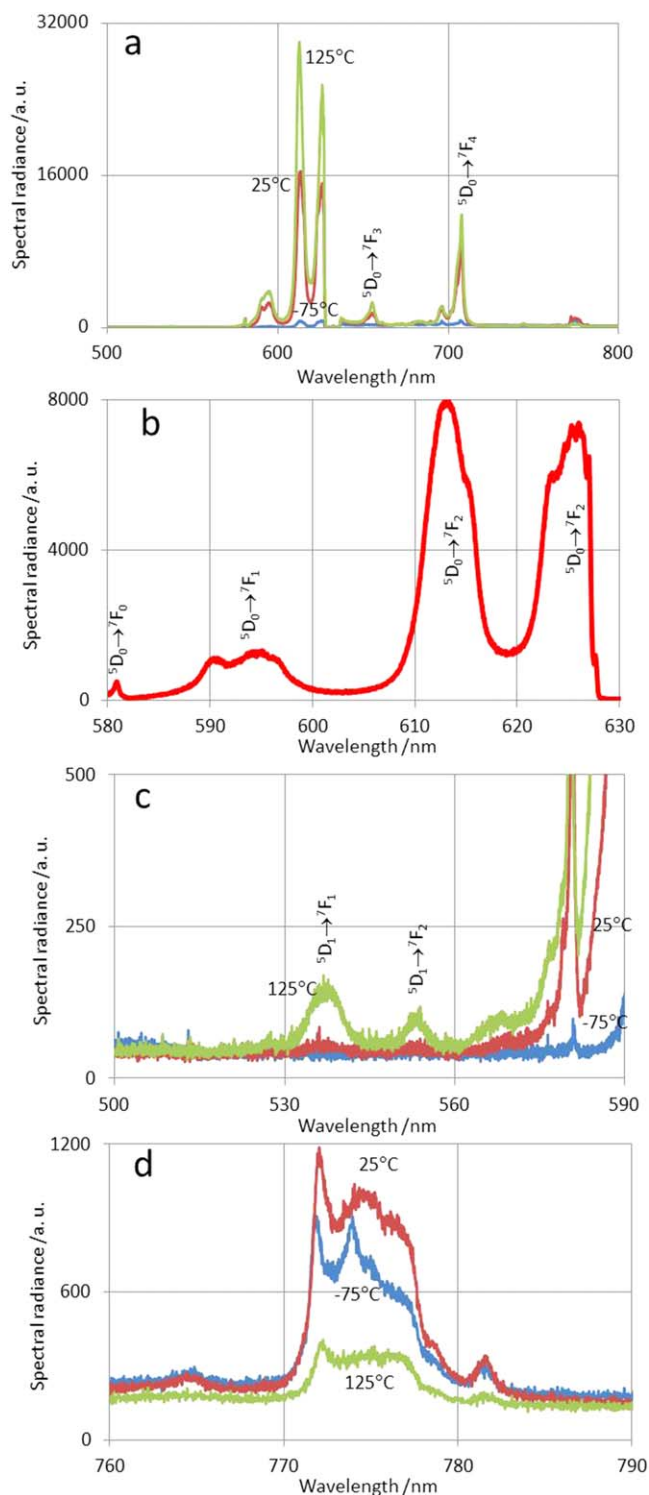 a
32000
125°C
⁵D₀→⁷F₄
16000
25°C
⁵D₀→⁷F₃
-75°C
0
500 600 700 800
Spectral radiance /a. u.
Wavelength /nm
b
8000
⁵D₀→⁷F₂
⁵D₀→⁷F₂
4000
⁵D₀→⁷F₁
⁵D₀→⁷F₀
0
580 590 600 610 620 630
Spectral radiance /a. u.
Wavelength /nm
c
500
⁵D₁→⁷F₁
⁵D₁→⁷F₂
25°C
250
125°C
-75°C
0
500 530 560 590
Spectral radiance /a. u.
Wavelength /nm
d
1200
25°C
600
-75°C
125°C
0
760 770 780 790
Spectral radiance /a. u.
Wavelength /nm